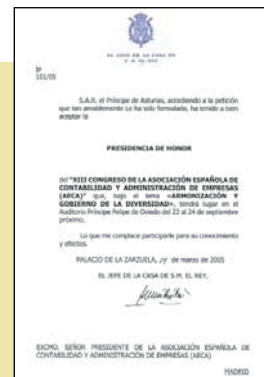 EL JEFE DE LA CASA DE
S. M. EL REY
JP
101/05
S.A.R. el Príncipe de Asturias, accediendo a la petición
que tan amablemente Le ha sido formulada, ha tenido a bien
aceptar la
PRESIDENCIA DE HONOR
del "XIII CONGRESO DE LA ASOCIACIÓN ESPAÑOLA DE
CONTABILIDAD Y ADMINISTRACIÓN DE EMPRESAS
(AECA)" que, bajo el tema «ARMONIZACIÓN Y
GOBIERNO DE LA DIVERSIDAD», tendrá lugar en el
Auditorio Príncipe Felipe de Oviedo del 22 al 24 de septiembre
próximo.
Lo que me complace participarle para su conocimiento
y efectos.
PALACIO DE LA ZARZUELA, de marzo de 2005
EL JEFE DE LA CASA DE S.M. EL REY,
EXCMO. SEÑOR PRESIDENTE DE LA ASOCIACIÓN ESPAÑOLA DE
CONTABILIDAD Y ADMINISTRACIÓN DE EMPRESAS (AECA)
MADRID